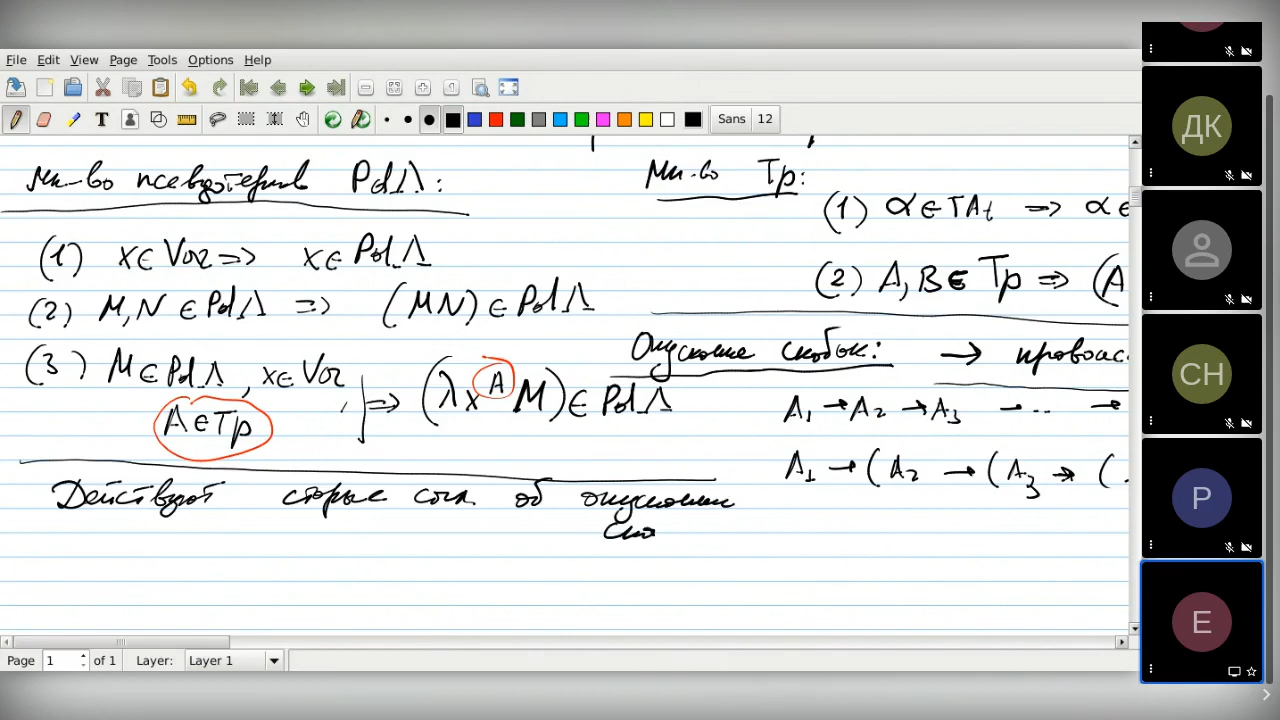 File Edit View Page Tools Options Help
Sans 12
Мн-во псевдотермов PdΛ:
(1) x∈Var => x∈PdΛ
(2) M,N ∈ PdΛ => (MN) ∈ PdΛ
(3) M∈PdΛ, x∈Var => (λx^A M) ∈ PdΛ
A∈Tp
Действуют старые согл. об опускании
ско
Мн-во Tp:
(1) α∈TAt => α∈
(2) A,B∈Tp => (A
Опускание скобок: →
A₁ → A₂ → A₃ → ... →
A₁ → (A₂ → (A₃ → (.
ДК
СН
Р
Е
Page 1 of 1 Layer: Layer 1